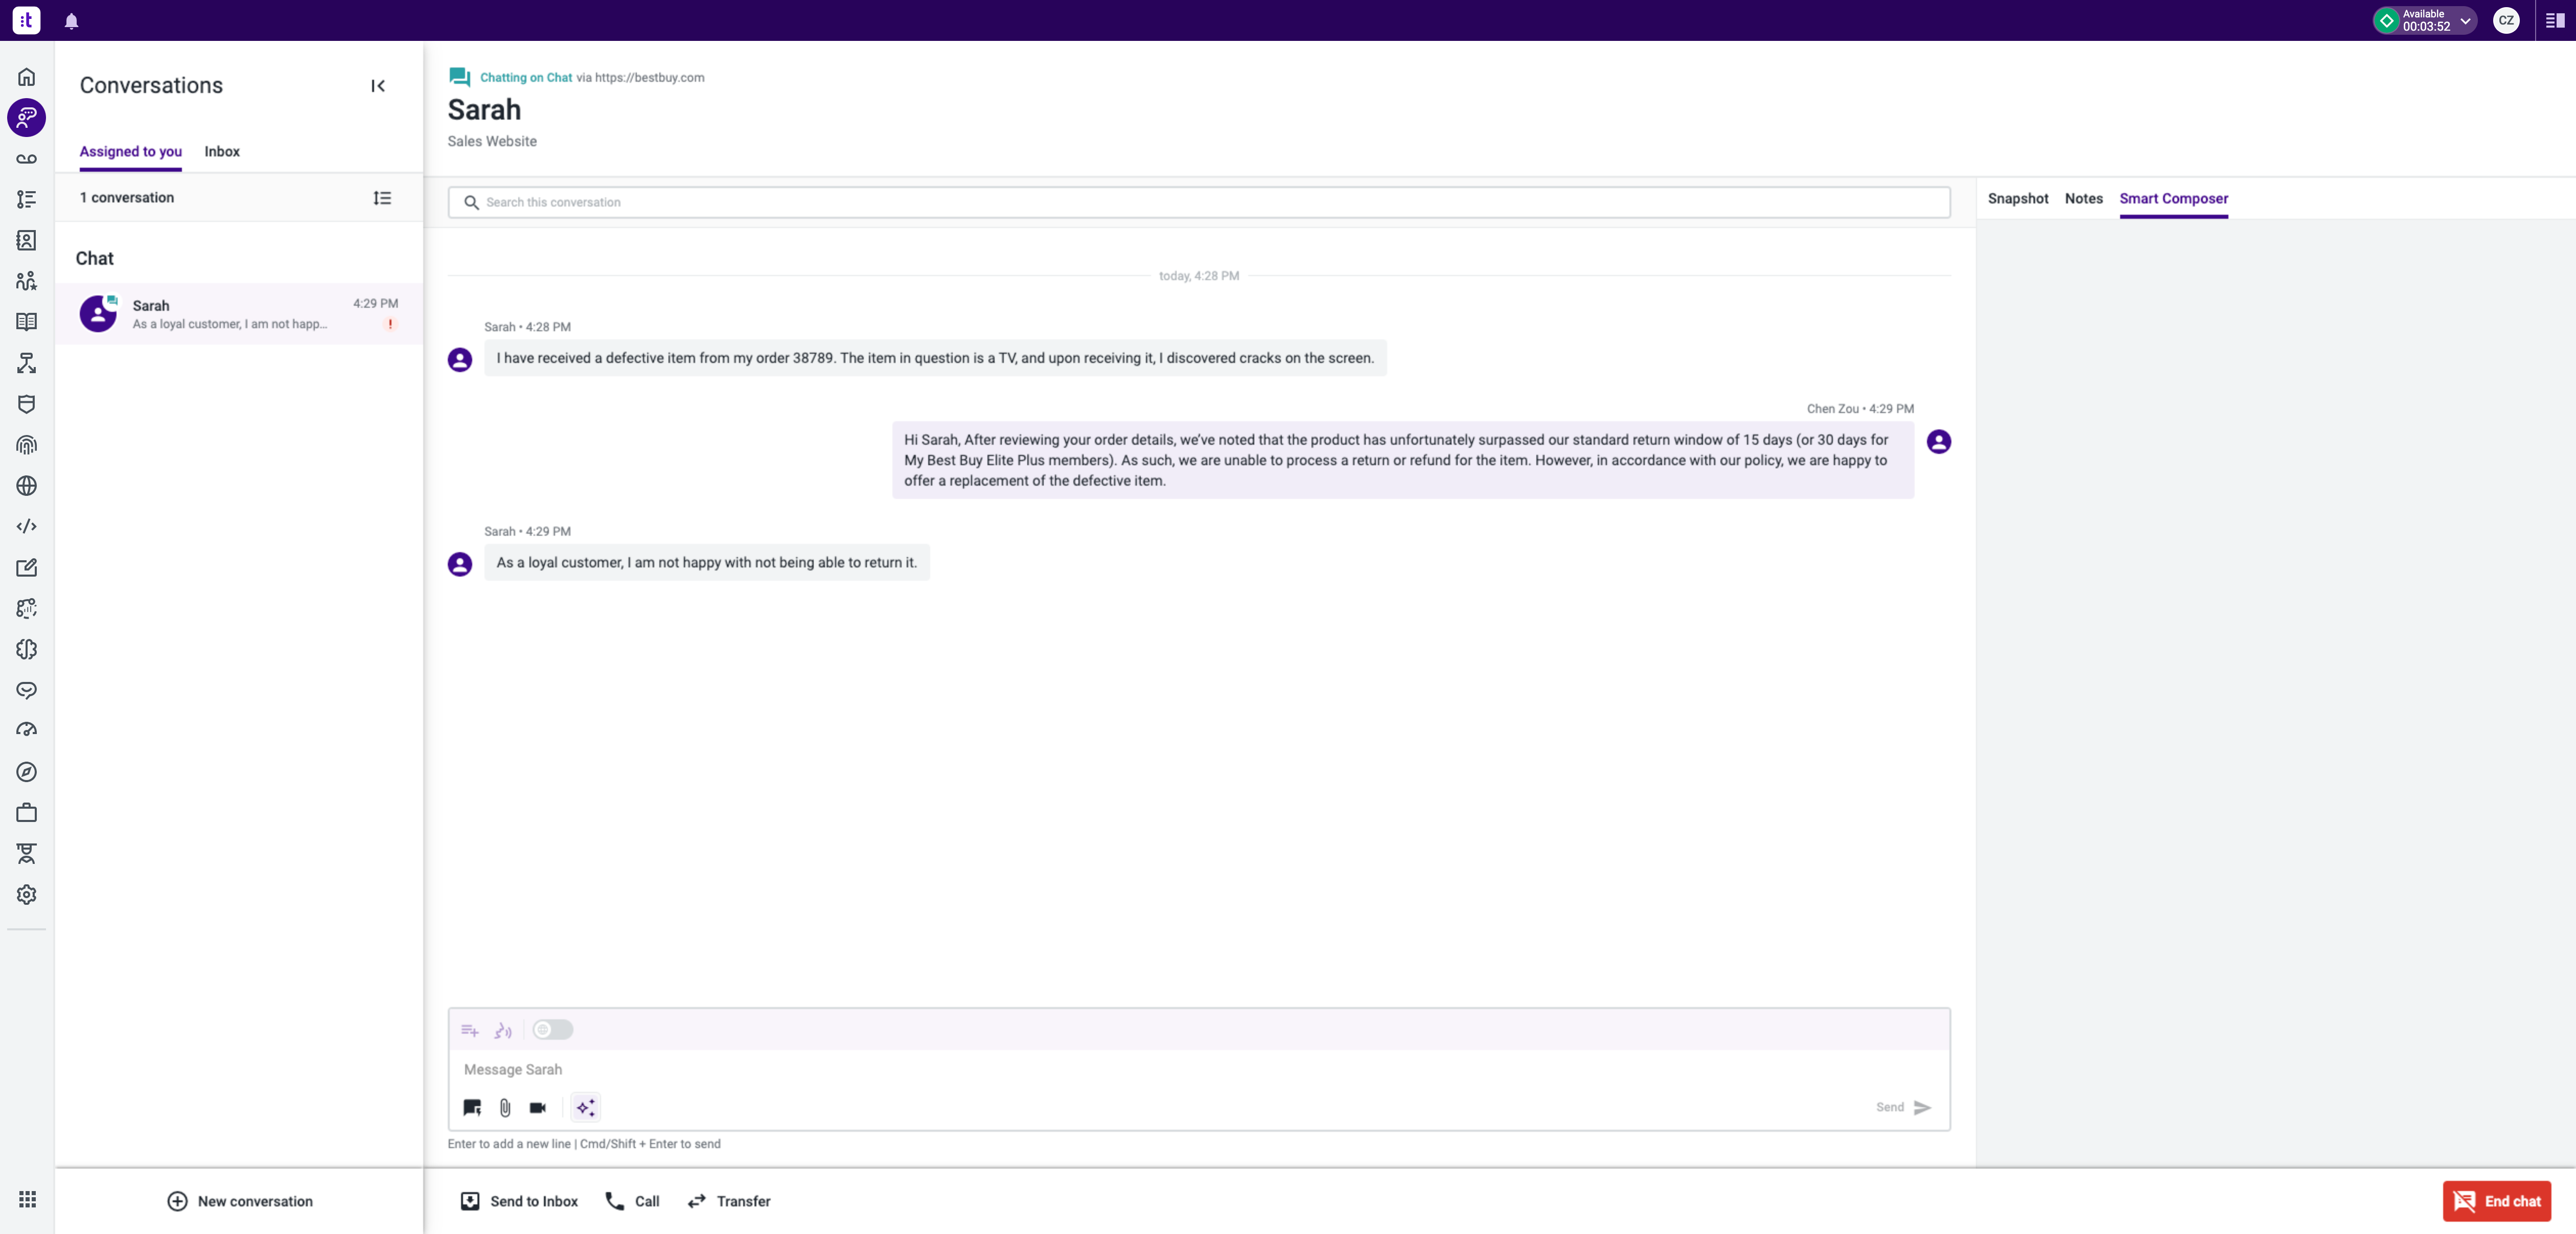 :t
Available
00:03:52
CZ
Conversations
Assigned to you Inbox
1 conversation
Chat
Sarah 4:29 PM
As a loyal customer, I am not happ... !
New conversation
Chatting on Chat via https://bestbuy.com
Sarah
Sales Website
Search this conversation
today, 4:28 PM
Sarah • 4:28 PM
I have received a defective item from my order 38789. The item in question is a TV, and upon receiving it, I discovered cracks on the screen.
Chen Zou • 4:29 PM
Hi Sarah, After reviewing your order details, we’ve noted that the product has unfortunately surpassed our standard return window of 15 days (or 30 days for
My Best Buy Elite Plus members). As such, we are unable to process a return or refund for the item. However, in accordance with our policy, we are happy to
offer a replacement of the defective item.
Sarah • 4:29 PM
As a loyal customer, I am not happy with not being able to return it.
Message Sarah
Send
Enter to add a new line | Cmd/Shift + Enter to send
Send to Inbox Call Transfer
Snapshot Notes Smart Composer
End chat